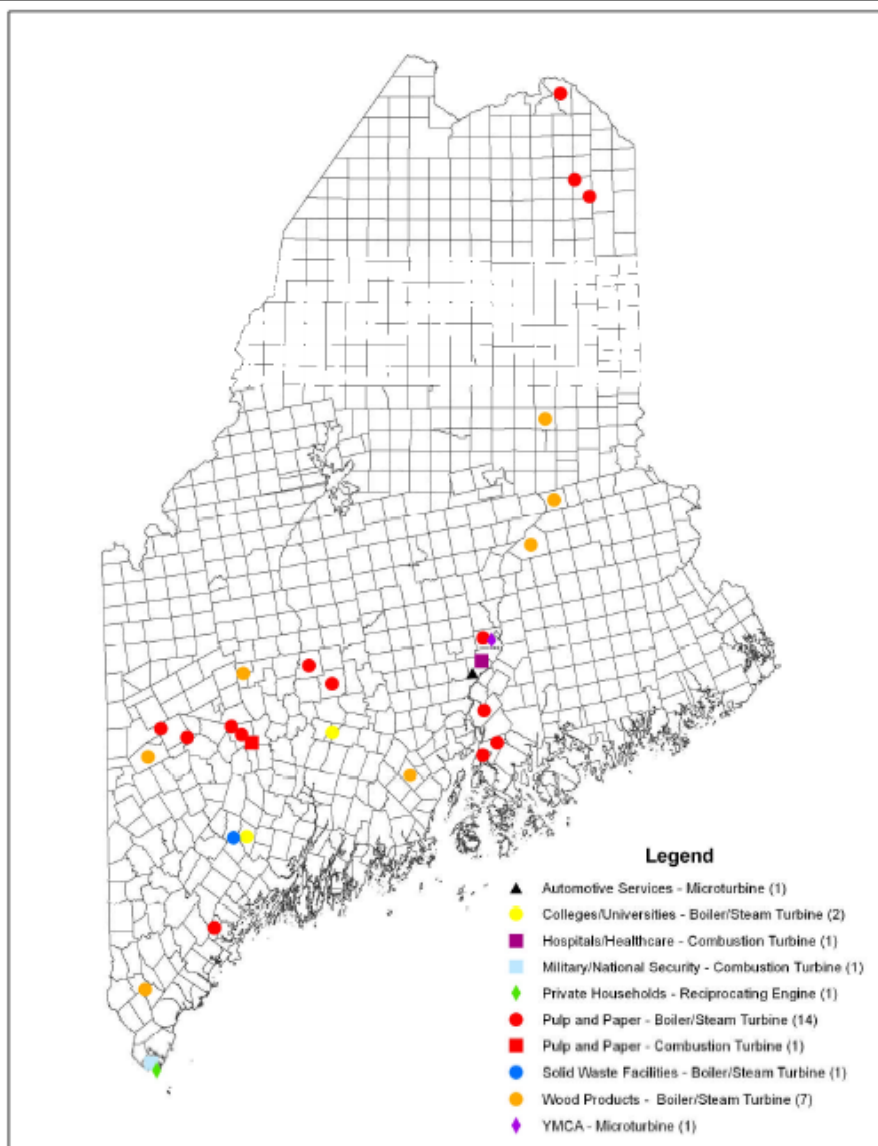 Legend
Automotive Services - Microturbine (1)
Colleges/Universities - Boiler/Steam Turbine (2)
Hospitals/Healthcare - Combustion Turbine (1)
Military/National Security - Combustion Turbine (1)
Private Households - Reciprocating Engine (1)
Pulp and Paper - Boiler/Steam Turbine (14)
Pulp and Paper - Combustion Turbine (1)
Solid Waste Facilities - Boiler/Steam Turbine (1)
Wood Products - Boiler/Steam Turbine (7)
YMCA - Microturbine (1)